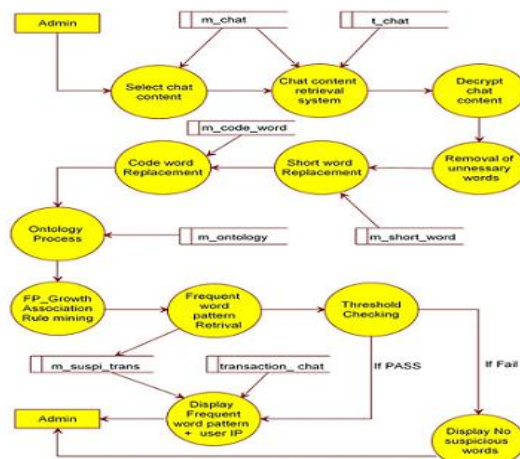 Admin
m_chat
t_chat
Select chat
content
Chat content
retrieval
system
Decrypt
chat
content
m_code_word
Code word
Replacement
Short word
Replacement
Removal of
unnessary
words
Ontology
Process
m_ontology
m_short_word
FP_Growth
Association
Rule mining
Frequent
word
pattern
Retrival
Threshold
Checking
m_suspi_trans
transaction_ chat
If PASS
If Fail
Admin
Display
Frequent
word pattern
+ user IP
Display No
suspicious
words